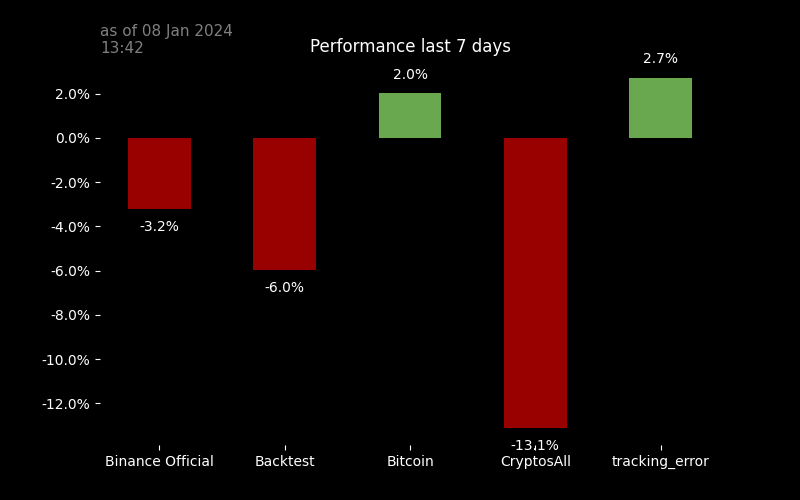 as of 08 Jan 2024
13:42
Performance last 7 days
2.0%
0.0%
-2.0%
-4.0%
-6.0%
-8.0%
-10.0%
-12.0%
-3.2%
-6.0%
2.0%
-13.1%
2.7%
Binance Official
Backtest
Bitcoin
CryptosAll
tracking_error